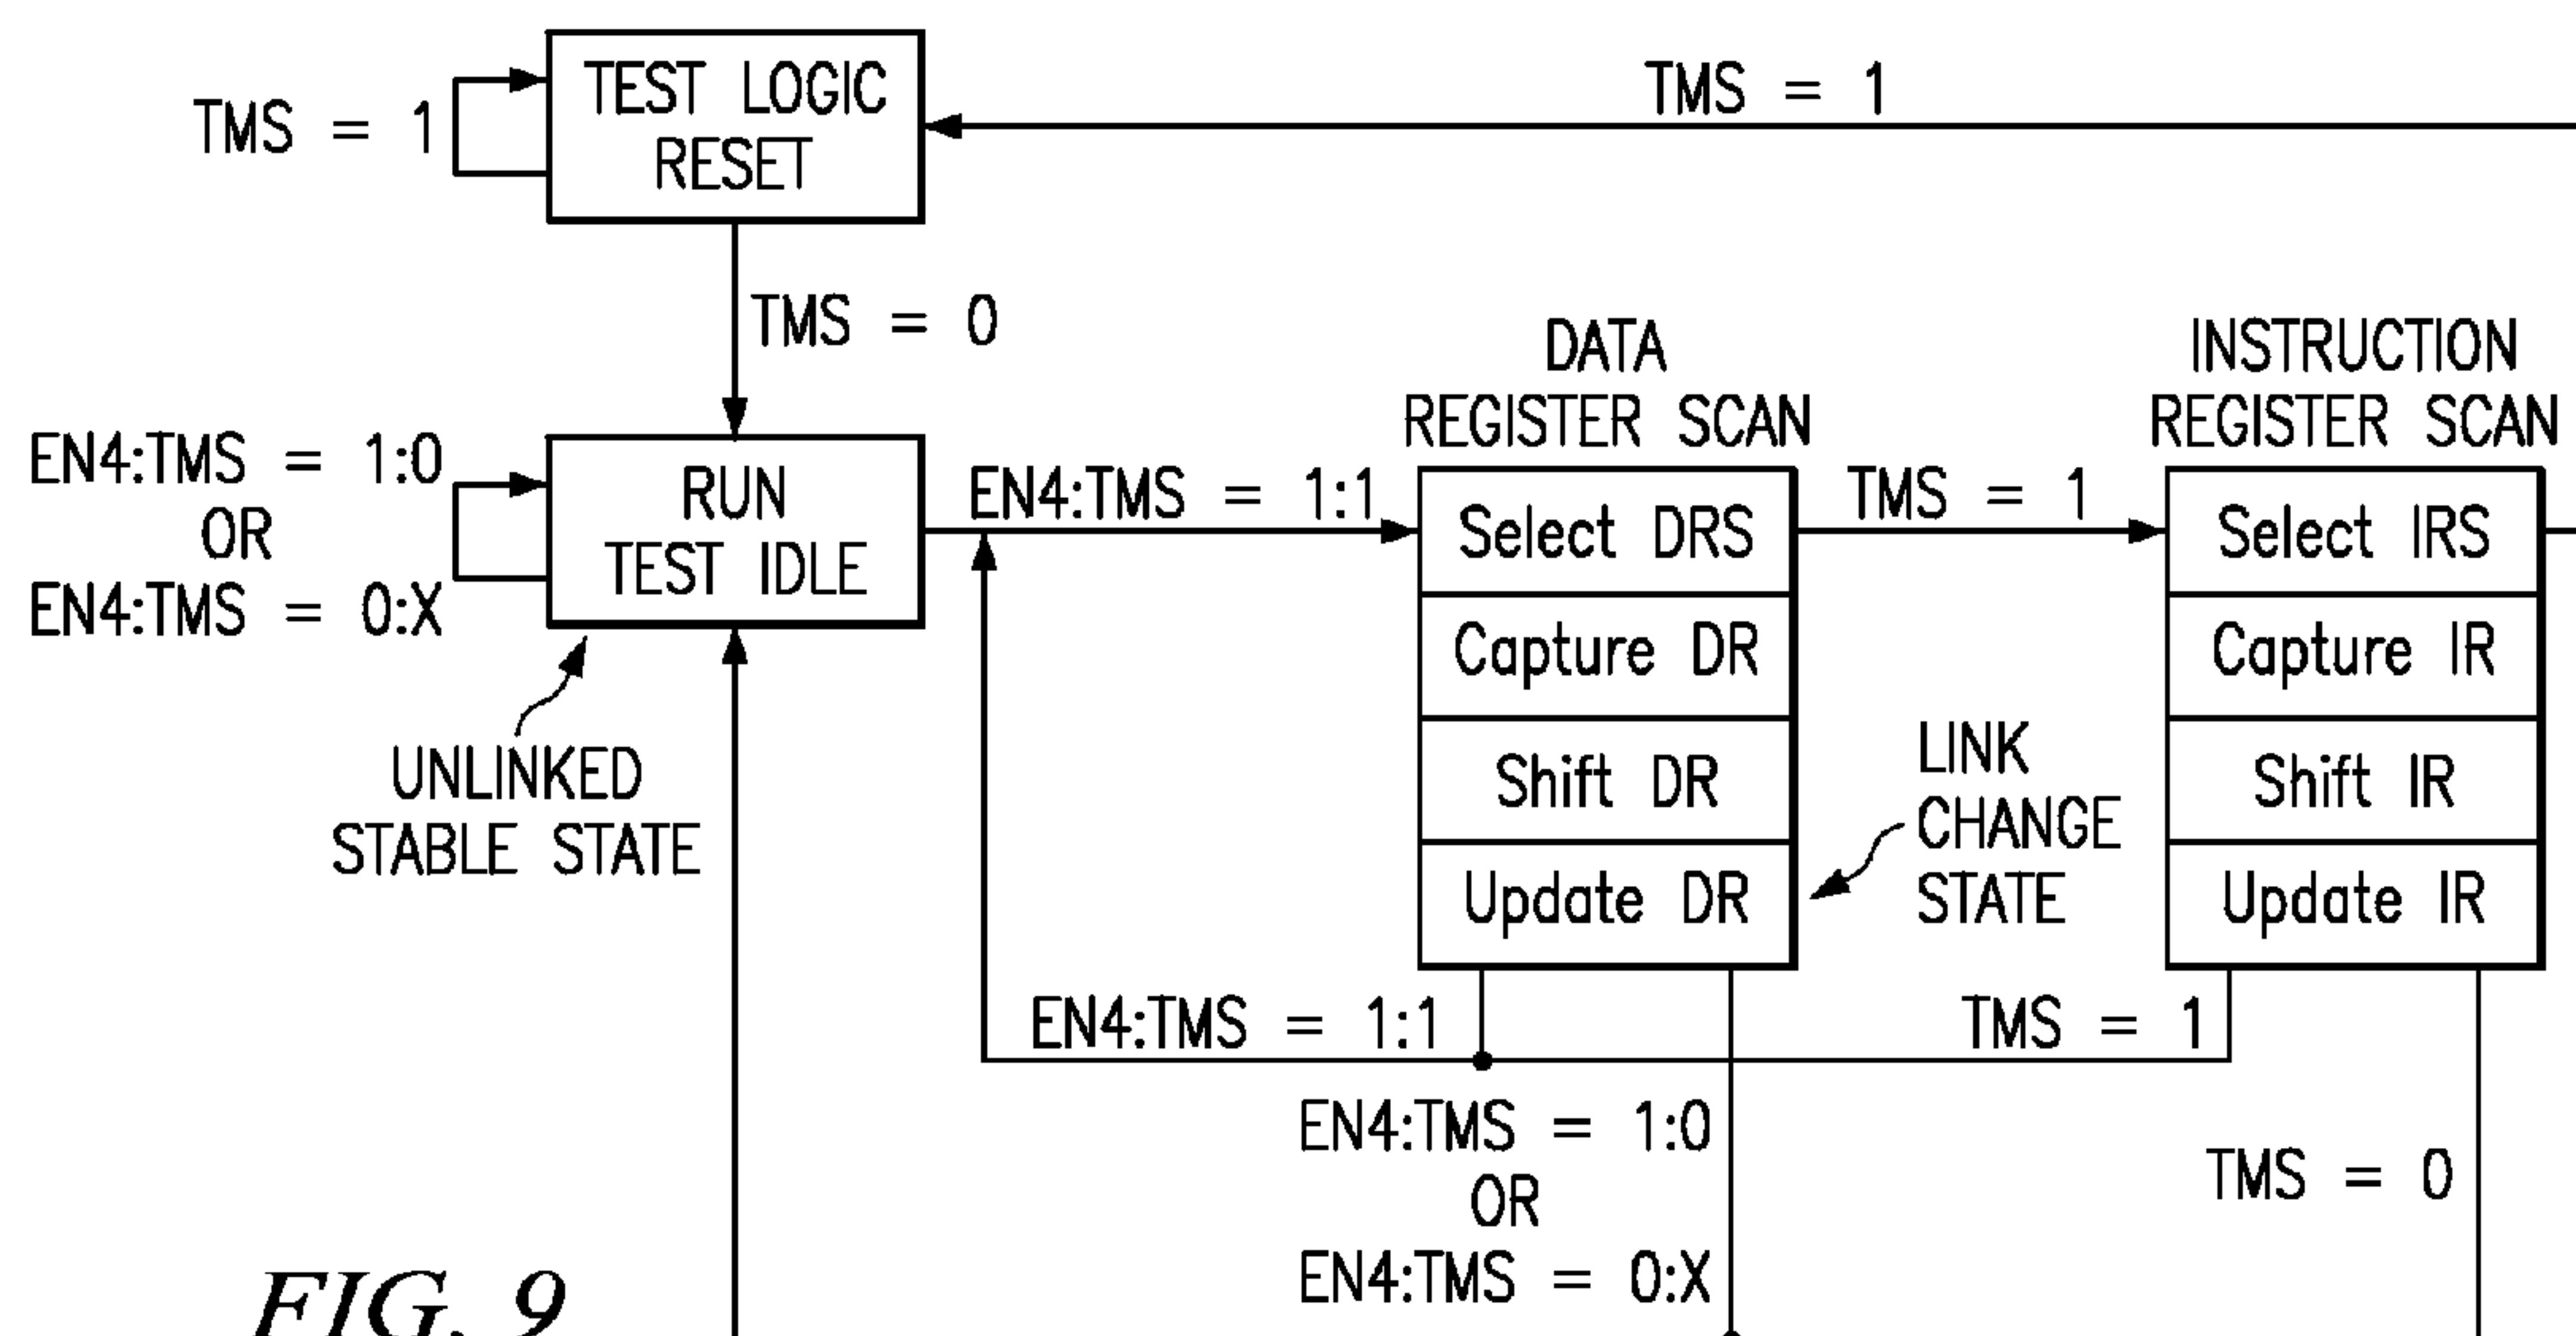 TEST LOGIC
RESET
TMS = 1
TMS = 1
TMS = 0
EN4:TMS = 1:0
OR
EN4:TMS = 0:X
RUN
TEST IDLE
EN4:TMS = 1:1
DATA
REGISTER SCAN
Select DRS
Capture DR
Shift DR
Update DR
TMS = 1
INSTRUCTION
REGISTER SCAN
Select IRS
Capture IR
Shift IR
Update IR
UNLINKED
STABLE STATE
LINK
CHANGE
STATE
EN4:TMS = 1:1
TMS = 1
EN4:TMS = 1:0
OR
EN4:TMS = 0:X
TMS = 0
FIG. 9